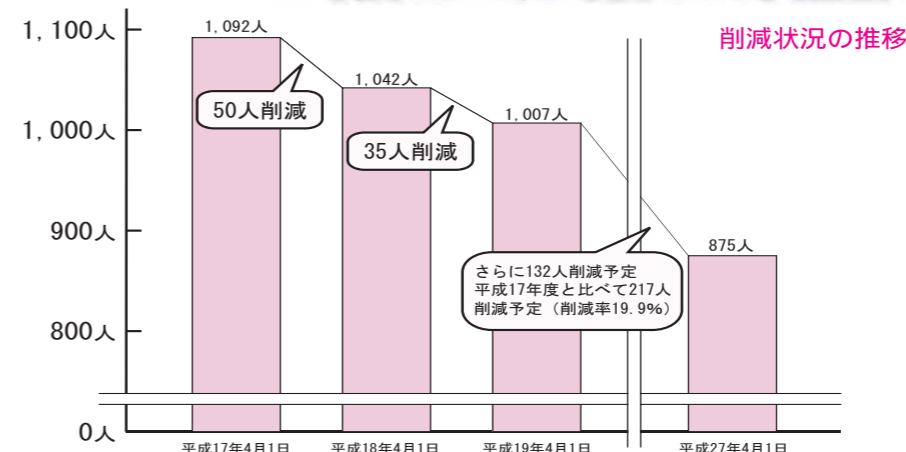 削減状況の推移
1,100人
1,000人
900人
800人
0人
1,092人
1,042人
1,007人
875人
50人削減
35人削減
さらに132人削減予定
平成17年度と比べて217人
削減予定（削減率19.9%）
平成17年4月1日
平成18年4月1日
平成19年4月1日
平成27年4月1日